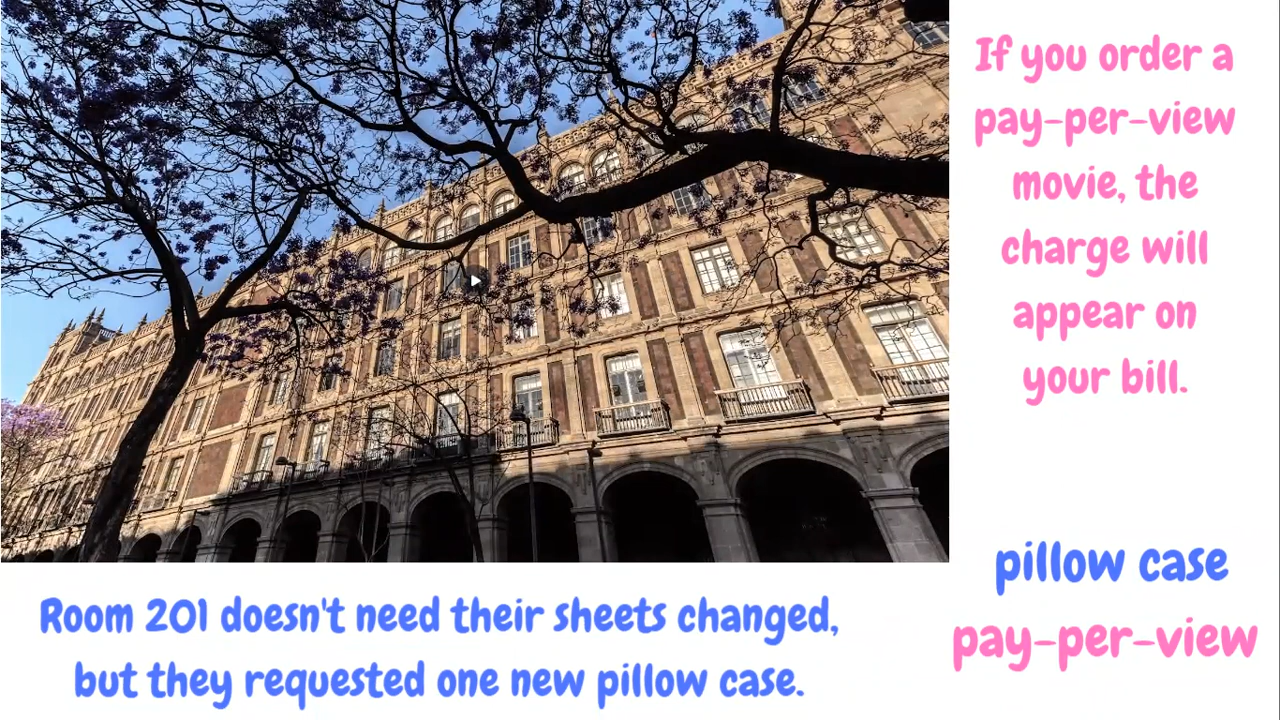 If you order a
pay-per-view
movie, the
charge will
appear on
your bill.
pillow case
pay-per-view
Room 201 doesn't need their sheets changed,
but they requested one new pillow case.